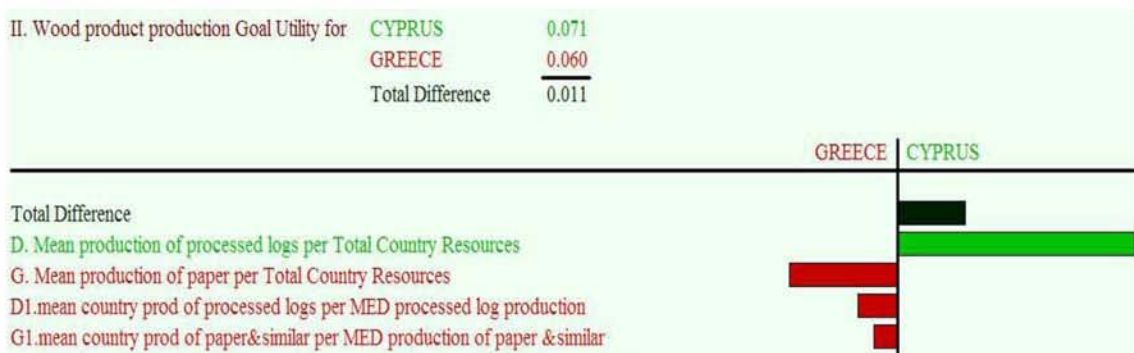 II. Wood product production Goal Utility for CYPRUS 0.071
GREECE 0.060
Total Difference 0.011
GREECE CYPRUS
Total Difference
D. Mean production of processed logs per Total Country Resources
G. Mean production of paper per Total Country Resources
D1.mean country prod of processed logs per MED processed log production
G1.mean country prod of paper&similar per MED production of paper &similar